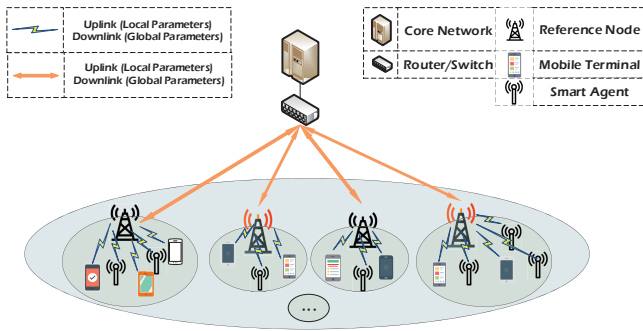 Uplink (Local Parameters)
Downlink (Global Parameters)
Uplink (Local Parameters)
Downlink (Global Parameters)
Core Network
Reference Node
Router/Switch
Mobile Terminal
Smart Agent
...